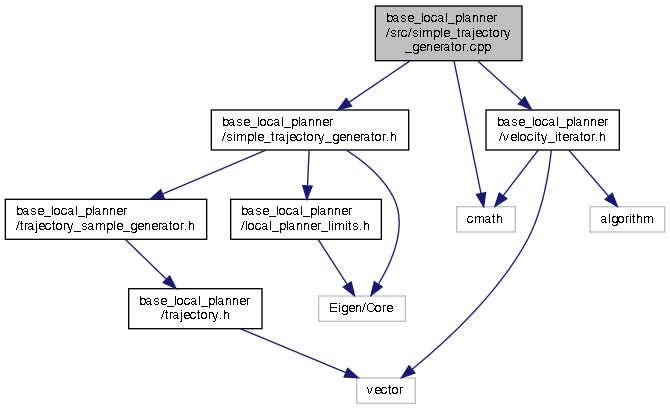 base_local_planner
/src/simple_trajectory
_generator.cpp
base_local_planner
/simple_trajectory_generator.h
base_local_planner
/velocity_iterator.h
base_local_planner
/trajectory_sample_generator.h
base_local_planner
/local_planner_limits.h
cmath
algorithm
base_local_planner
/trajectory.h
Eigen/Core
vector